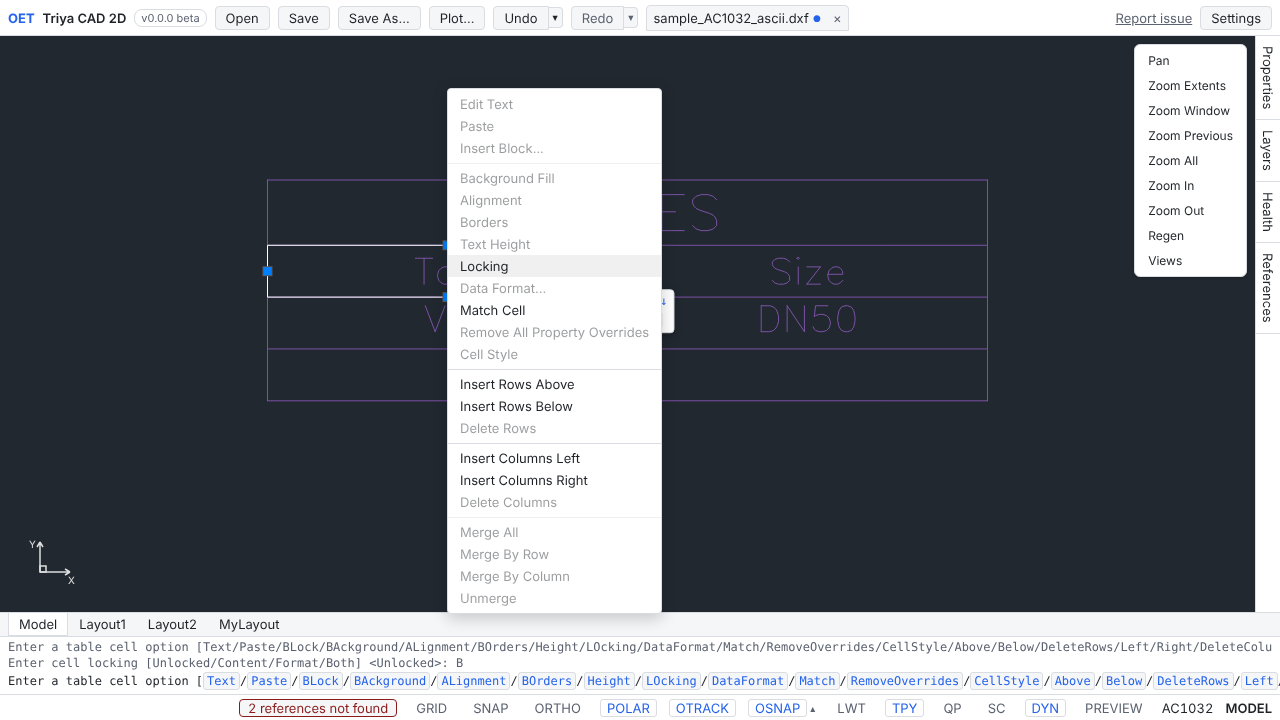 OET Triya CAD 2D v0.0.0 beta Open Save Save As... Plot... Undo ▾ Redo ▾ sample_AC1032_ascii.dxf ● × Report issue Settings
Pan
Zoom Extents
Zoom Window
Zoom Previous
Zoom All
Zoom In
Zoom Out
Regen
Views
Properties
Layers
Health
References
Edit Text
Paste
Insert Block...
Background Fill
Alignment
Borders
Text Height
Locking
Data Format...
Match Cell
Remove All Property Overrides
Cell Style
Insert Rows Above
Insert Rows Below
Delete Rows
Insert Columns Left
Insert Columns Right
Delete Columns
Merge All
Merge By Row
Merge By Column
Unmerge
ES
Size
DN50
Y
X
Model Layout1 Layout2 MyLayout
Enter a table cell option [Text/Paste/BLock/BAckground/ALignment/BOrders/Height/LOcking/DataFormat/Match/RemoveOverrides/CellStyle/Above/Below/DeleteRows/Left/Right/DeleteColu
Enter cell locking [Unlocked/Content/Format/Both] <Unlocked>: B
Enter a table cell option [Text/Paste/BLock/BAckground/ALignment/BOrders/Height/LOcking/DataFormat/Match/RemoveOverrides/CellStyle/Above/Below/DeleteRows/Left/
2 references not found GRID SNAP ORTHO POLAR OTRACK OSNAP ▴ LWT TPY QP SC DYN PREVIEW AC1032 MODEL